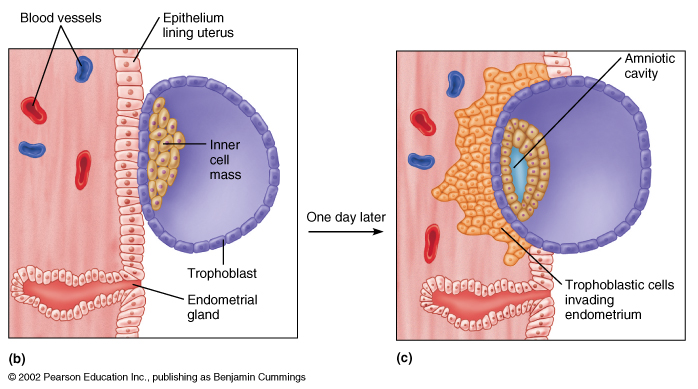 Blood vessels
Epithelium
lining uterus
Inner
cell
mass
Trophoblast
Endometrial
gland
(b)
One day later
Amniotic
cavity
Trophoblastic cells
invading
endometrium
(c)
© 2002 Pearson Education Inc., publishing as Benjamin Cummings